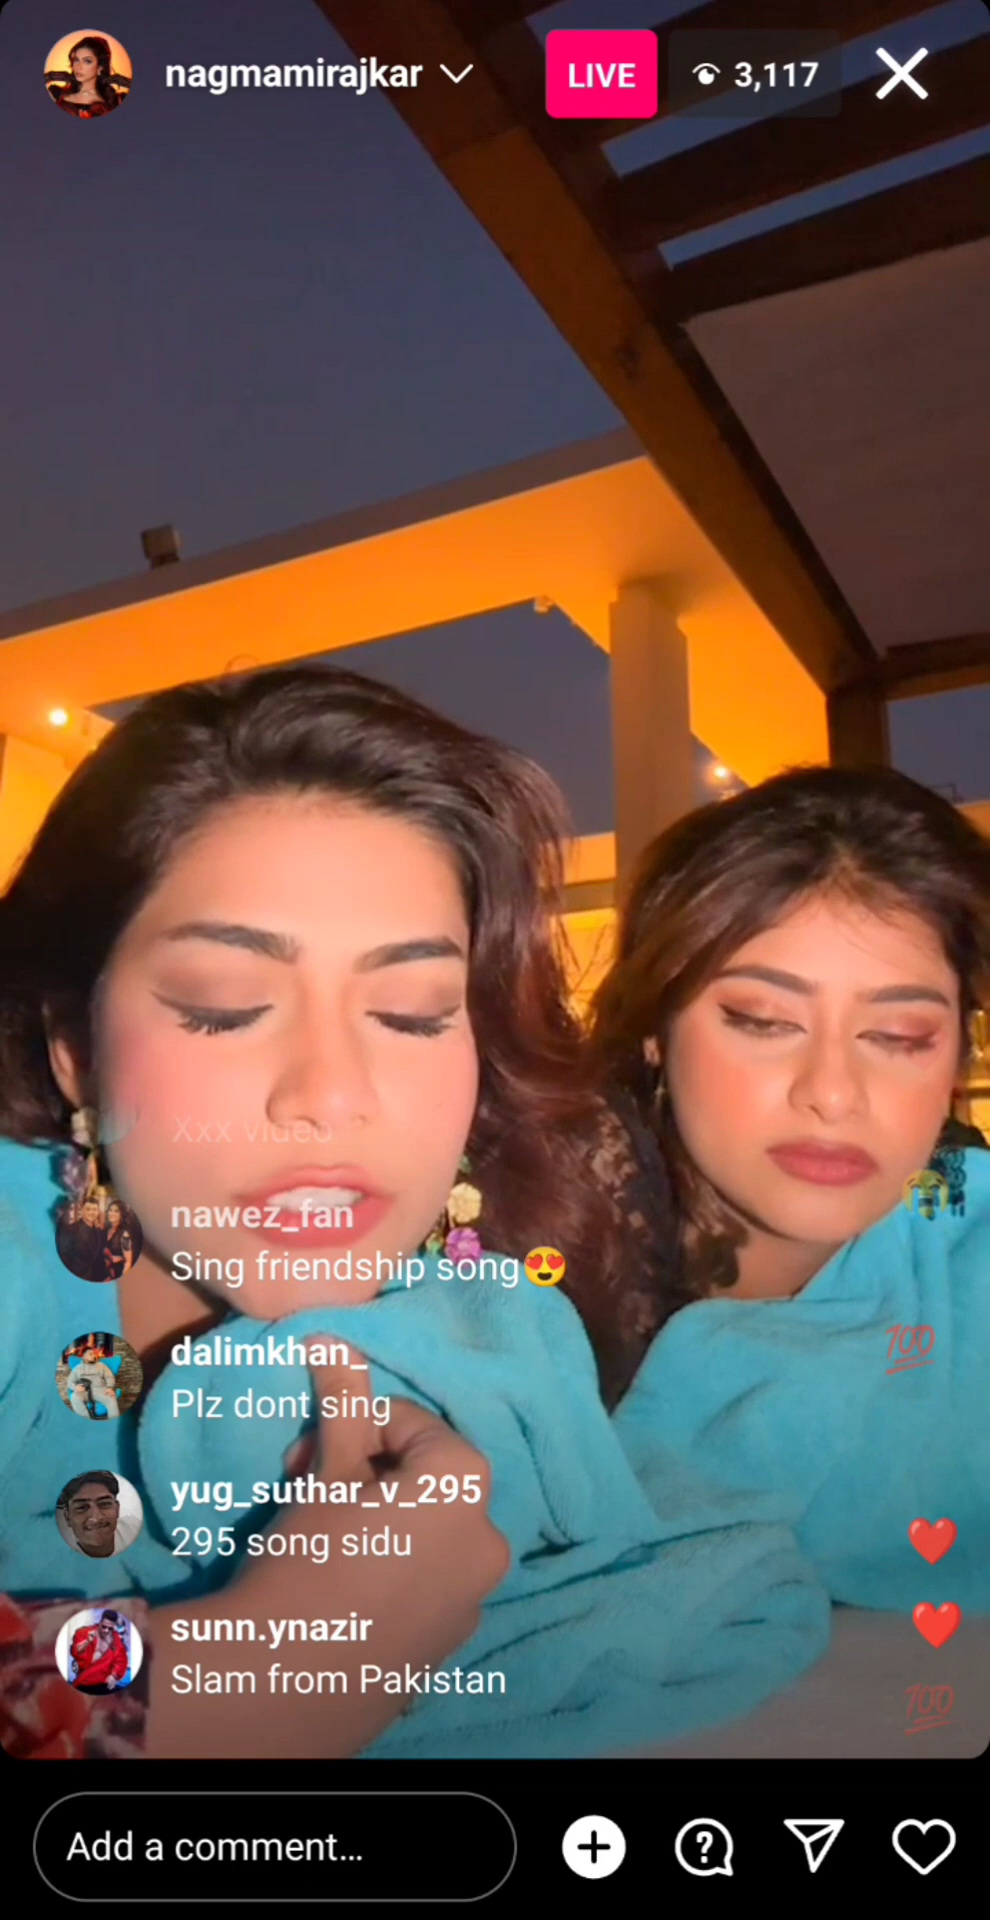 nagmamirajkar
LIVE
3,117
Xxx video
nawez_fan
Sing friendship song😍
dalimkhan_
Plz dont sing
yug_suthar_v_295
295 song sidu
sunn.ynazir
Slam from Pakistan
Add a comment...